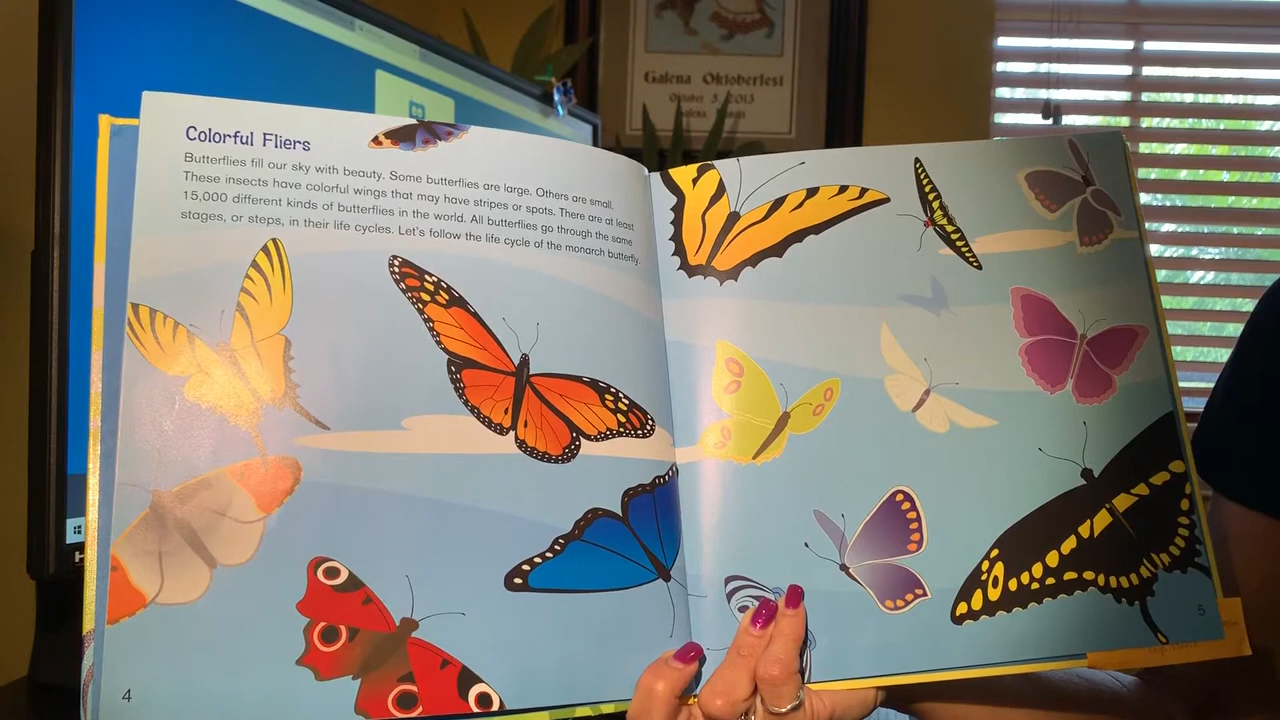 Galena Oktoberfest
October 5, 2013
Colorful Fliers
Butterflies fill our sky with beauty. Some butterflies are large. Others are small.
These insects have colorful wings that may have stripes or spots. There are at least
15,000 different kinds of butterflies in the world. All butterflies go through the same
stages, or steps, in their life cycles. Let's follow the life cycle of the monarch butterfly.
4
5